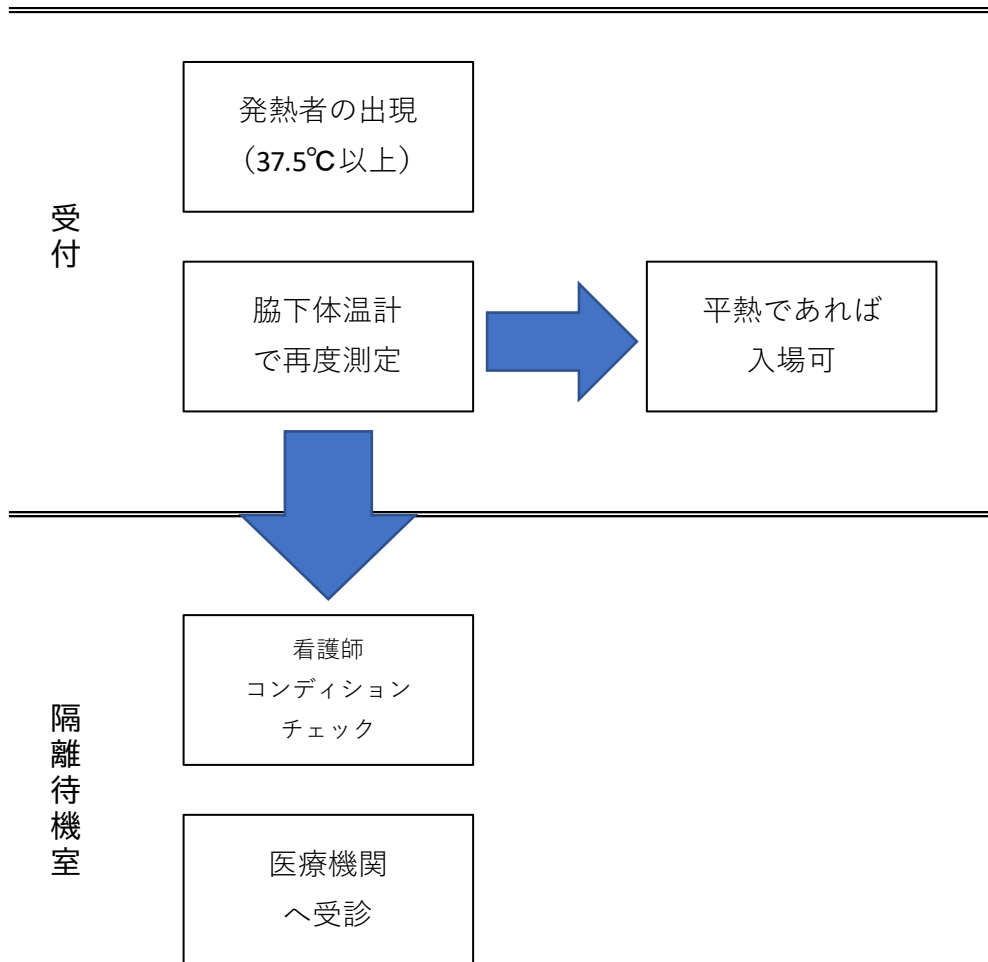 発熱者の出現
（37.5℃以上）
受付
脇下体温計
で再度測定
平熱であれば
入場可
看護師
コンディション
チェック
隔離待機室
医療機関
へ受診